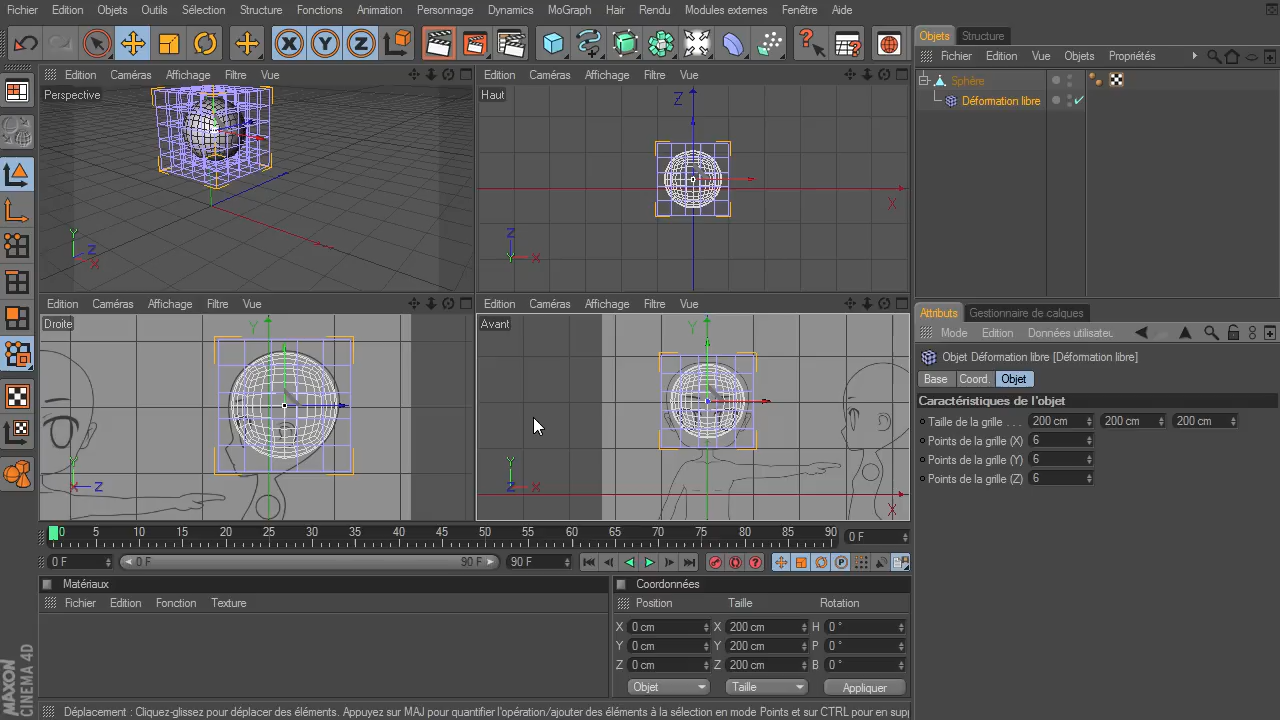 Fichier Edition Objets Outils Sélection Structure Fonctions Animation Personnage Dynamics MoGraph Hair Rendu Modules externes Fenêtre Aide
Objets Structure
Fichier Edition Vue Objets Propriétés
Sphère
Déformation libre
Edition Caméras Affichage Filtre Vue
Perspective
Y Z X
Edition Caméras Affichage Filtre Vue
Haut
Z
X
Z Y X
Edition Caméras Affichage Filtre Vue
Droite
Y
Y X Z
Edition Caméras Affichage Filtre Vue
Avant
Y
X
Y Z X
Attributs Gestionnaire de calques
Mode Edition Données utilisateu
Objet Déformation libre [Déformation libre]
Base Coord. Objet
Caractéristiques de l'objet
Taille de la grille . . . 200 cm 200 cm 200 cm
Points de la grille (X) 6
Points de la grille (Y) 6
Points de la grille (Z) 6
0 5 10 15 20 25 30 35 40 45 50 55 60 65 70 75 80 85 90 0 F
0 F 0 F 90 F 90 F
Matériaux
Fichier Edition Fonction Texture
Coordonnées
Position Taille Rotation
X 0 cm X 200 cm H 0 °
Y 0 cm Y 200 cm P 0 °
Z 0 cm Z 200 cm B 0 °
Objet Taille Appliquer
MAXON
CINEMA 4D
Déplacement : Cliquez-glissez pour déplacer des éléments. Appuyez sur MAJ pour quantifier l'opération/ajouter des éléments à la sélection en mode Points et sur CTRL pour en supp